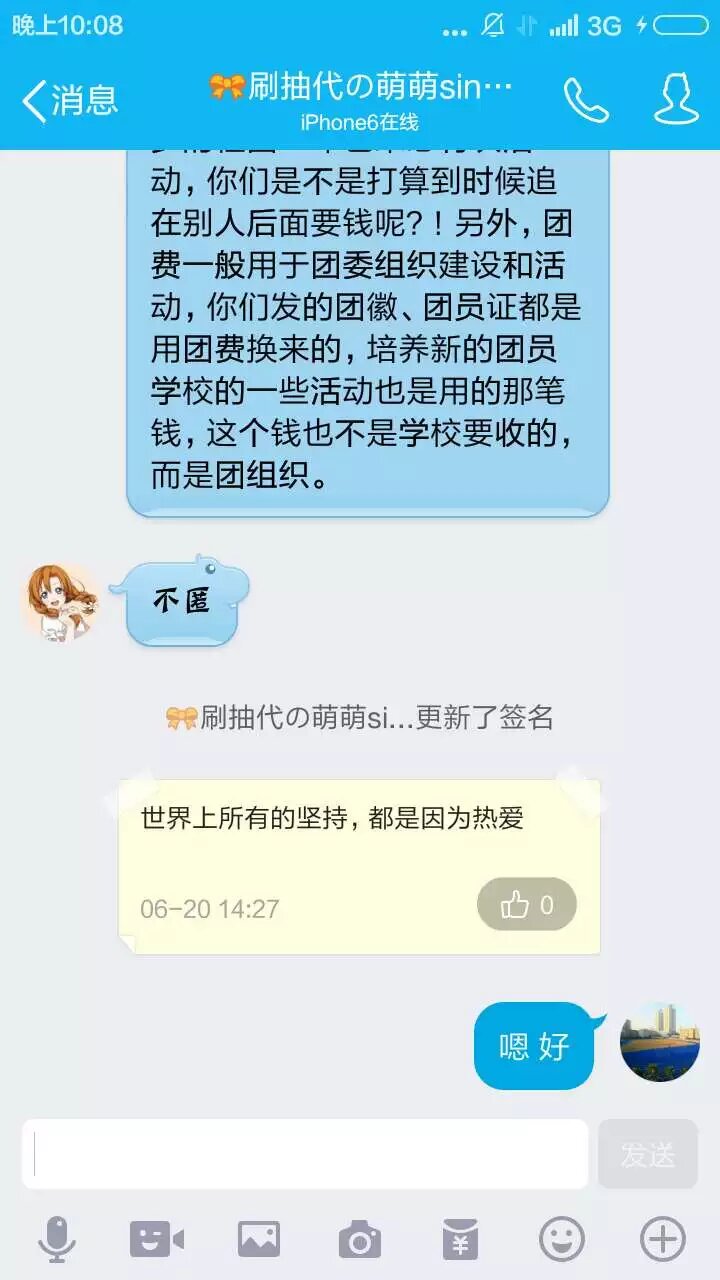 晚上10:08
3G
消息
刷抽代の萌萌sin…
iPhone6在线
动，你们是不是打算到时候追
在别人后面要钱呢?！另外，团
费一般用于团委组织建设和活
动，你们发的团徽、团员证都是
用团费换来的，培养新的团员
学校的一些活动也是用的那笔
钱，这个钱也不是学校要收的，
而是团组织。
不匿
刷抽代の萌萌si...更新了签名
世界上所有的坚持，都是因为热爱
06-20 14:27
0
嗯 好
发送